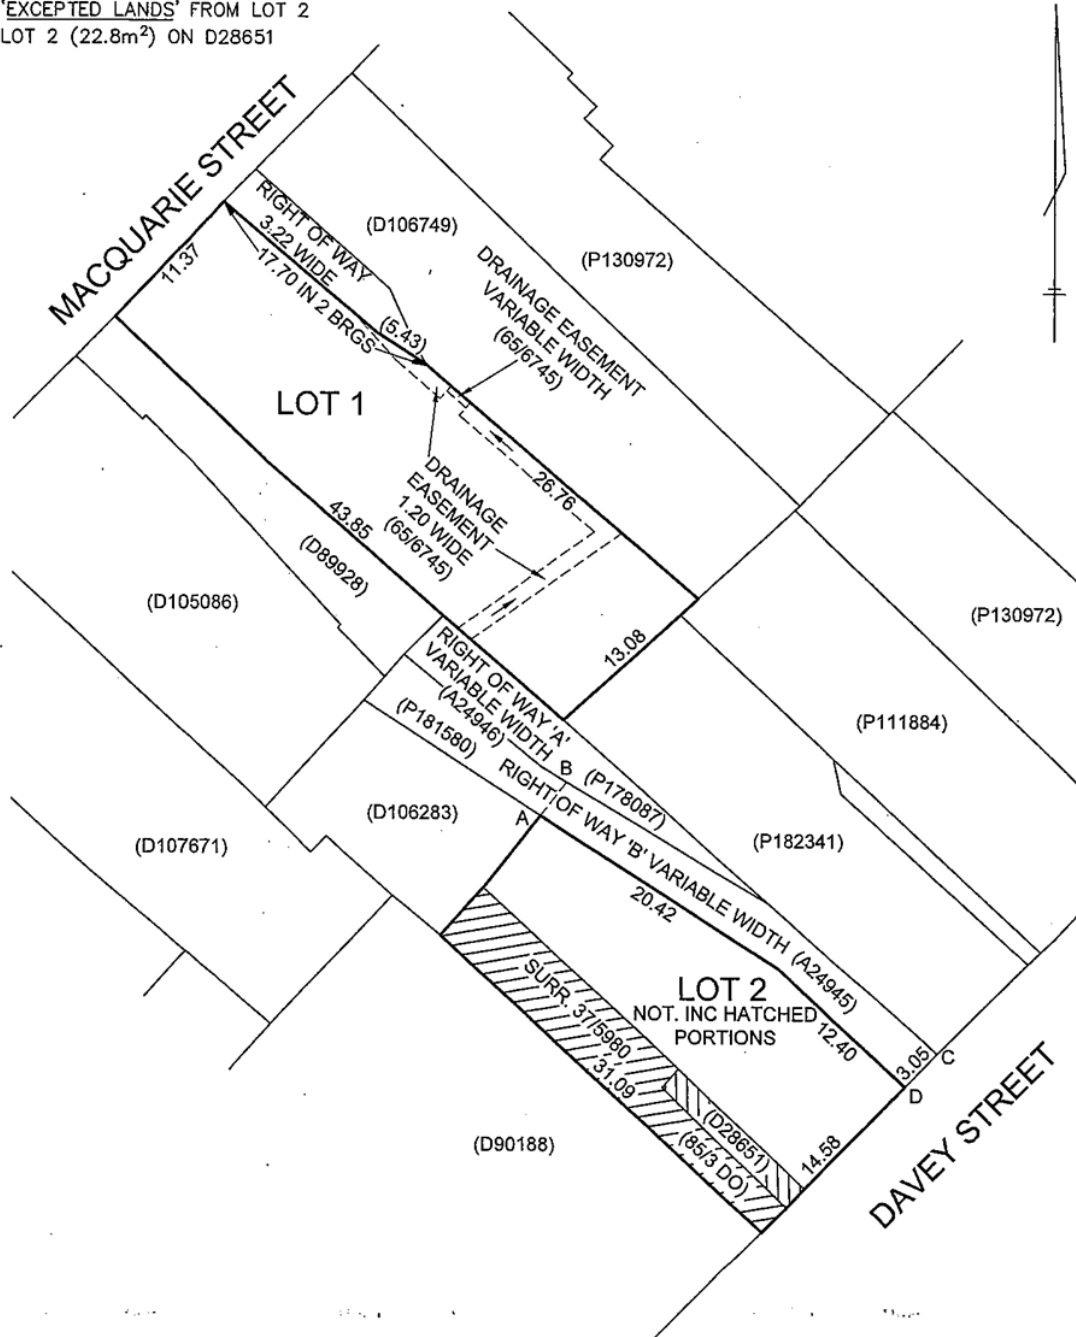 'EXCEPTED LANDS' FROM LOT 2
LOT 2 (22.8m²) ON D28651
MACQUARIE STREET
RIGHT OF WAY
3.22 WIDE
17.70 IN 2 BRGS
(5.43)
11.37
(D106749)
(P130972)
DRAINAGE EASEMENT
VARIABLE WIDTH
(65/6745)
LOT 1
26.76
DRAINAGE
EASEMENT
1.20 WIDE
(65/6745)
43.85
(D89928)
(D105086)
13.08
(P130972)
(P111884)
RIGHT OF WAY 'A'
VARIABLE WIDTH
(A24946)
(P181580)
B
(P178087)
RIGHT OF WAY 'B' VARIABLE WIDTH (A24945)
A
(D106283)
(D107671)
(P182341)
20.42
LOT 2
NOT. INC HATCHED
PORTIONS
12.40
SURR. 37/5980
31.09
3.05
C
D
(D28651)
(85/3 DO)
14.58
(D90188)
DAVEY STREET